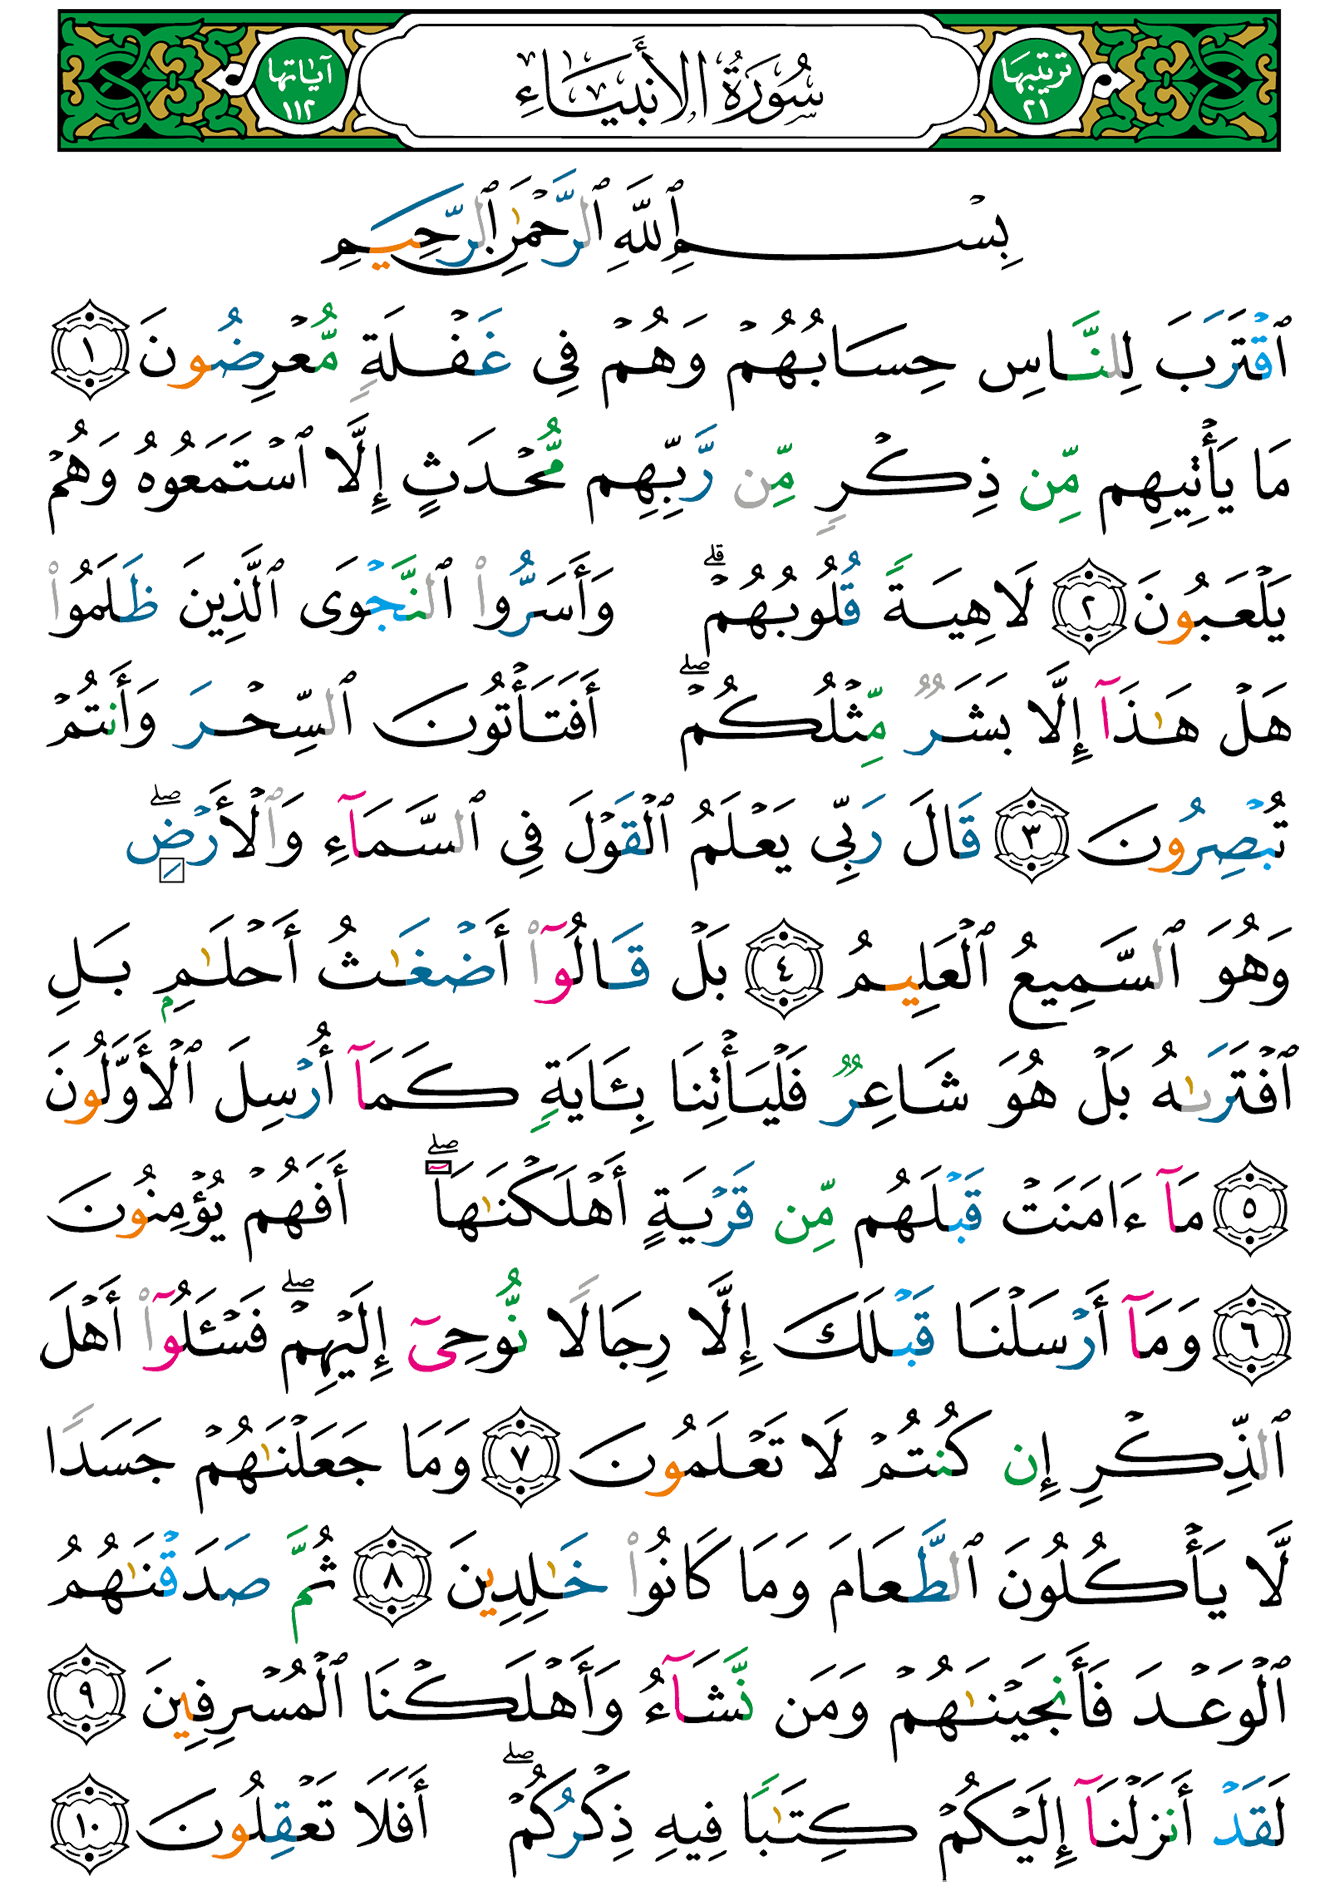 ترتيبها ٢١
سُورَةُ الأنبيَاءِ
آيَاتها ١١٢
بِسْمِ ٱللَّهِ ٱلرَّحْمَٰنِ ٱلرَّحِيمِ
ٱقْتَرَبَ لِلنَّاسِ حِسَابُهُمْ وَهُمْ فِى غَفْلَةٍ مُّعْرِضُونَ ١
مَا يَأْتِيهِم مِّن ذِكْرٍ مِّن رَّبِّهِم مُّحْدَثٍ إِلَّا ٱسْتَمَعُوهُ وَهُمْ
يَلْعَبُونَ ٢ لَاهِيَةً قُلُوبُهُمْ ۗ وَأَسَرُّوا۟ ٱلنَّجْوَى ٱلَّذِينَ ظَلَمُوا۟
هَلْ هَٰذَآ إِلَّا بَشَرٌ مِّثْلُكُمْ ۖ أَفَتَأْتُونَ ٱلسِّحْرَ وَأَنتُمْ
تُبْصِرُونَ ٣ قَالَ رَبِّى يَعْلَمُ ٱلْقَوْلَ فِى ٱلسَّمَآءِ وَٱلْأَرْضِ ۖ
وَهُوَ ٱلسَّمِيعُ ٱلْعَلِيمُ ٤ بَلْ قَالُوٓا۟ أَضْغَٰثُ أَحْلَٰمٍۭ بَلِ
ٱفْتَرَىٰهُ بَلْ هُوَ شَاعِرٌ فَلْيَأْتِنَا بِـَٔايَةٍ كَمَآ أُرْسِلَ ٱلْأَوَّلُونَ
٥ مَآ ءَامَنَتْ قَبْلَهُم مِّن قَرْيَةٍ أَهْلَكْنَٰهَآ ۖ أَفَهُمْ يُؤْمِنُونَ
٦ وَمَآ أَرْسَلْنَا قَبْلَكَ إِلَّا رِجَالًا نُّوحِىٓ إِلَيْهِمْ ۖ فَسْـَٔلُوٓا۟ أَهْلَ
ٱلذِّكْرِ إِن كُنتُمْ لَا تَعْلَمُونَ ٧ وَمَا جَعَلْنَٰهُمْ جَسَدًا
لَّا يَأْكُلُونَ ٱلطَّعَامَ وَمَا كَانُوا۟ خَٰلِدِينَ ٨ ثُمَّ صَدَقْنَٰهُمُ
ٱلْوَعْدَ فَأَنجَيْنَٰهُمْ وَمَن نَّشَآءُ وَأَهْلَكْنَا ٱلْمُسْرِفِينَ ٩
لَقَدْ أَنزَلْنَآ إِلَيْكُمْ كِتَٰبًا فِيهِ ذِكْرُكُمْ ۖ أَفَلَا تَعْقِلُونَ ١٠